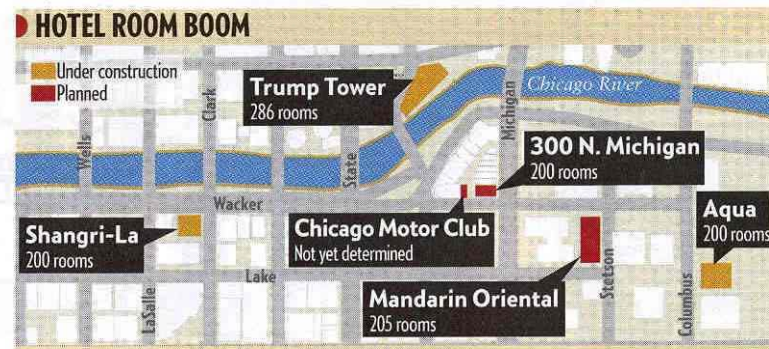 HOTEL ROOM BOOM
Under construction
Planned
Trump Tower
286 rooms
Chicago River
Wells
Clark
State
Michigan
300 N. Michigan
200 rooms
Wacker
Shangri-La
200 rooms
Chicago Motor Club
Not yet determined
Aqua
200 rooms
Lake
LaSalle
Mandarin Oriental
205 rooms
Stetson
Columbus